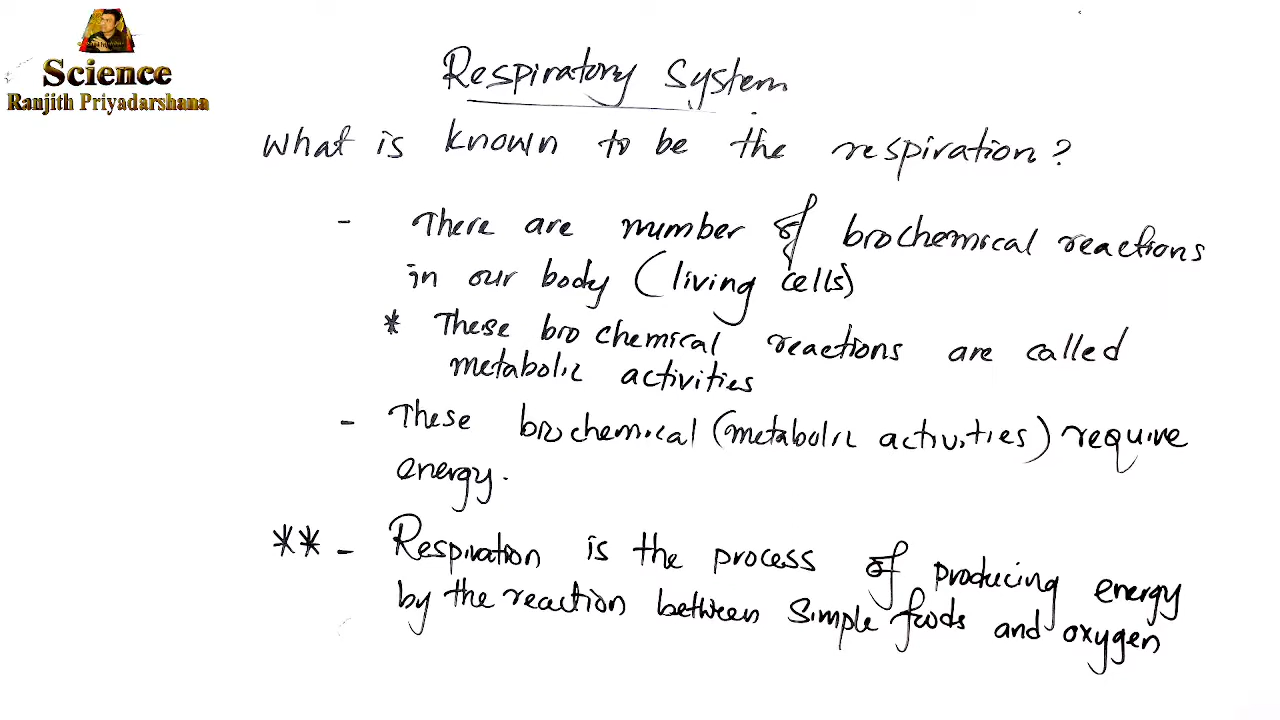 Science
Ranjith Priyadarshana
Respiratory System
What is known to be the respiration?
- There are number of biochemical reactions
in our body (living cells)
* These bio chemical reactions are called
metabolic activities
- These biochemical (metabolic activities) require
energy.
** - Respiration is the process of producing energy
by the reaction between simple foods and oxygen